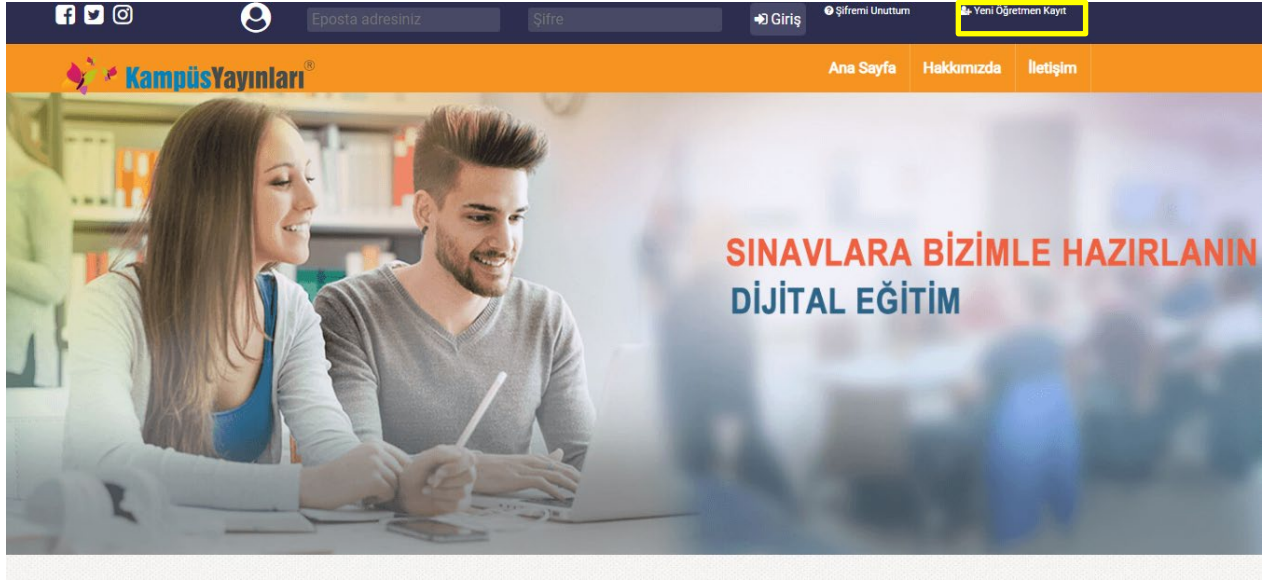 Eposta adresiniz
Şifre
Giriş
Şifremi Unuttum
Yeni Öğretmen Kayıt
KampüsYayınları®
Ana Sayfa
Hakkımızda
İletişim
SINAVLARA BİZİMLE HAZIRLANIN
DİJİTAL EĞİTİM